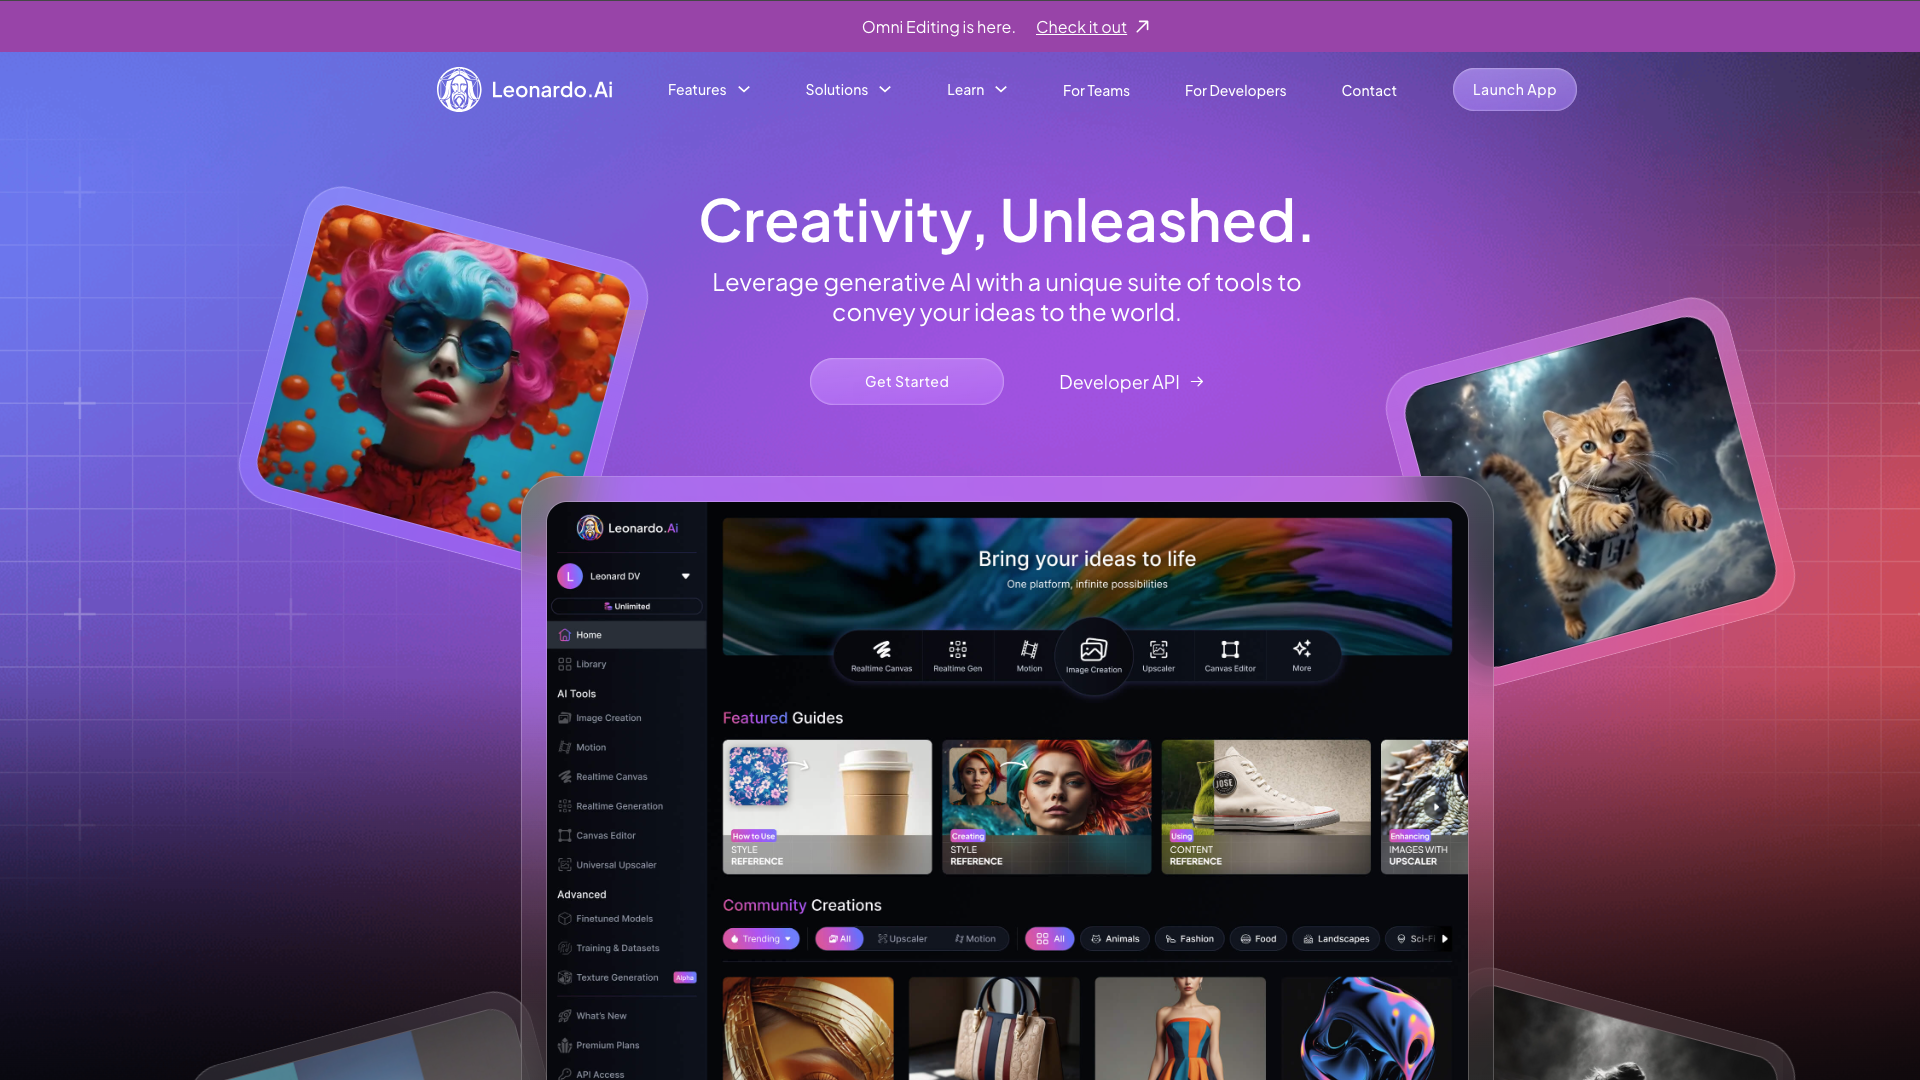 Omni Editing is here. Check it out
Leonardo.Ai
Features
Solutions
Learn
For Teams
For Developers
Contact
Launch App
Creativity, Unleashed.
Leverage generative AI with a unique suite of tools to
convey your ideas to the world.
Get Started
Developer API
Leonardo.Ai
L
Leonard DV
Unlimited
Home
Library
AI Tools
Image Creation
Motion
Realtime Canvas
Realtime Generation
Canvas Editor
Universal Upscaler
Advanced
Finetuned Models
Training & Datasets
Texture Generation
Alpha
What's New
Premium Plans
API Access
Bring your ideas to life
One platform, infinite possibilities
Realtime Canvas
Realtime Gen
Motion
Image Creation
Upscaler
Canvas Editor
More
Featured Guides
How to Use
STYLE
REFERENCE
Creating
STYLE
REFERENCE
JOSE
Using
CONTENT
REFERENCE
Enhancing
IMAGES WITH
UPSCALER
Community Creations
Trending
All
Upscaler
Motion
All
Animals
Fashion
Food
Landscapes
Sci-Fi